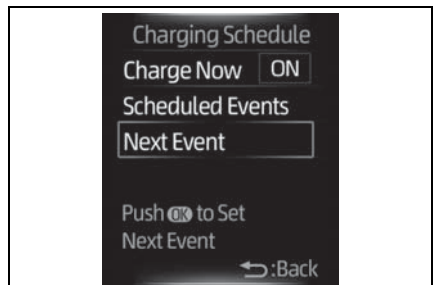 Charging Schedule
Charge Now ON
Scheduled Events
Next Event
Push OK to Set
Next Event
:Back